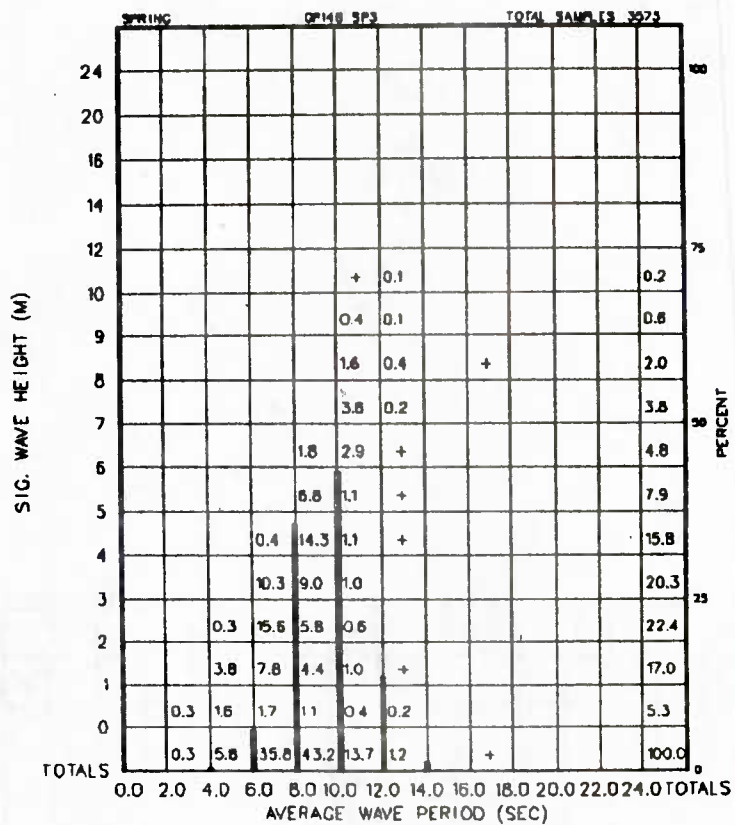 SPRING GP146 SP3 TOTAL SAMPLES 3573
24 100
20
16
14
12 75
+ 0.1 0.2
10
0.4 0.1 0.6
9
1.6 0.4 + 2.0
8
3.6 0.2 3.8
7 50
1.8 2.9 + 4.8
6
6.8 1.1 + 7.9
5
0.4 14.3 1.1 + 15.8
4
10.3 9.0 1.0 20.3
3 25
0.3 15.6 5.8 0.6 22.4
2
3.8 7.8 4.4 1.0 + 17.0
1
0.3 1.6 1.7 1.1 0.4 0.2 5.3
0
0.3 5.8 35.8 43.2 13.7 1.2 + 100.0
TOTALS 0
0.0 2.0 4.0 6.0 8.0 10.0 12.0 14.0 16.0 18.0 20.0 22.0 24.0 TOTALS
AVERAGE WAVE PERIOD (SEC)
SIG. WAVE HEIGHT (M)
PERCENT